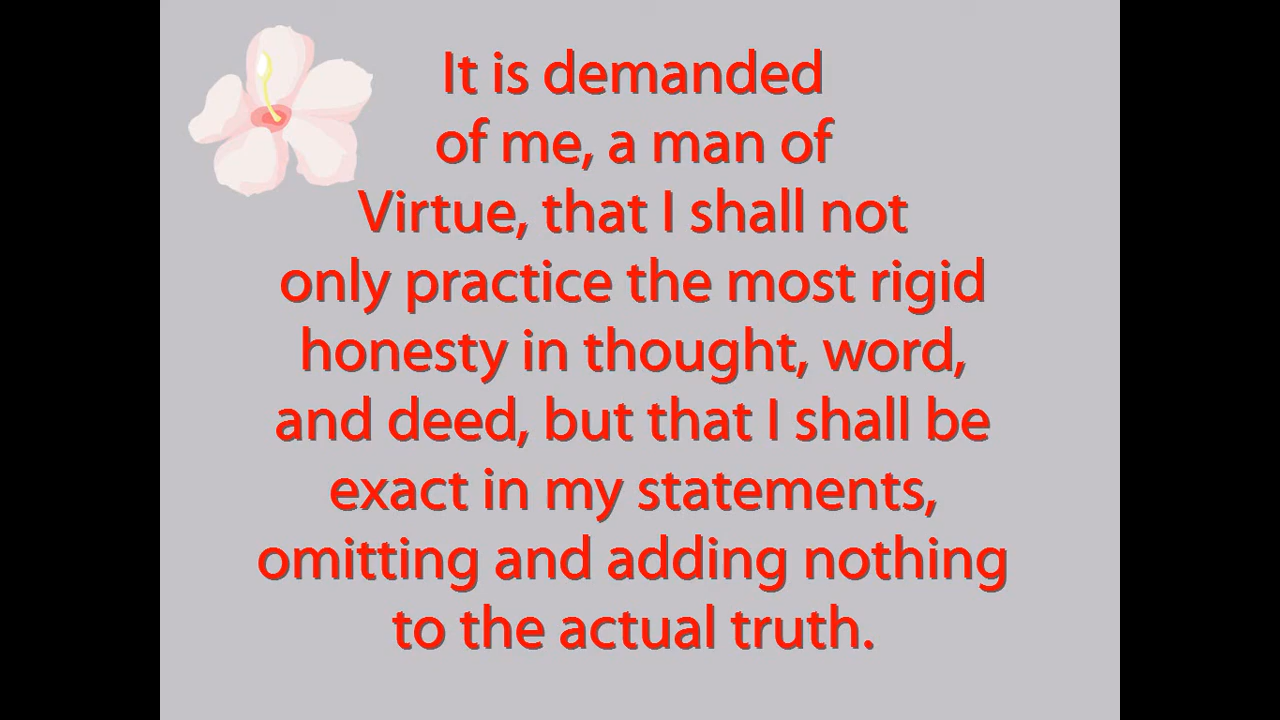 It is demanded
of me, a man of
Virtue, that I shall not
only practice the most rigid
honesty in thought, word,
and deed, but that I shall be
exact in my statements,
omitting and adding nothing
to the actual truth.